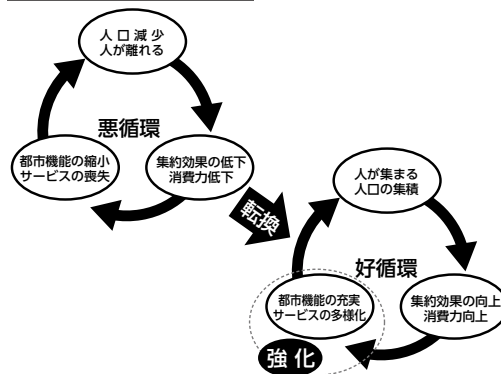 人口減少
人が離れる
悪循環
都市機能の縮小
サービスの喪失
集約効果の低下
消費力低下
転換
人が集まる
人口の集積
好循環
都市機能の充実
サービスの多様化
集約効果の向上
消費力向上
強化